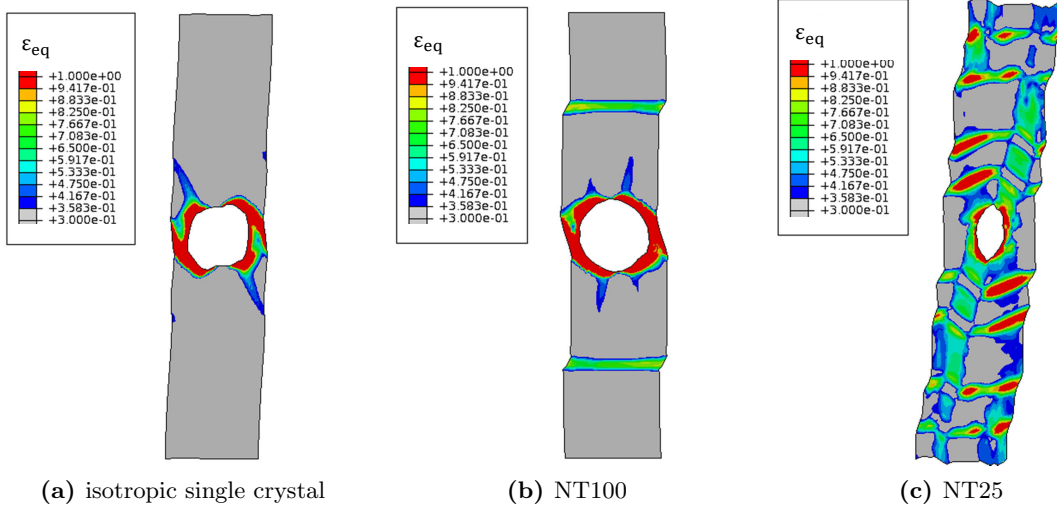 ε_eq
+1.000e+00
+9.417e-01
+8.833e-01
+8.250e-01
+7.667e-01
+7.083e-01
+6.500e-01
+5.917e-01
+5.333e-01
+4.750e-01
+4.167e-01
+3.583e-01
+3.000e-01
ε_eq
+1.000e+00
+9.417e-01
+8.833e-01
+8.250e-01
+7.667e-01
+7.083e-01
+6.500e-01
+5.917e-01
+5.333e-01
+4.750e-01
+4.167e-01
+3.583e-01
+3.000e-01
ε_eq
+1.000e+00
+9.417e-01
+8.833e-01
+8.250e-01
+7.667e-01
+7.083e-01
+6.500e-01
+5.917e-01
+5.333e-01
+4.750e-01
+4.167e-01
+3.583e-01
+3.000e-01
(a) isotropic single crystal
(b) NT100
(c) NT25